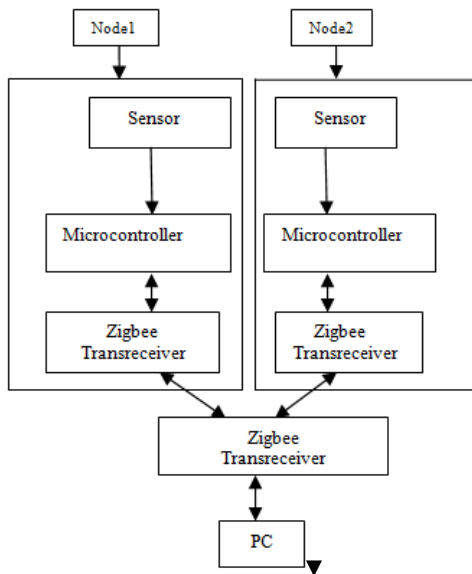 Node1
Node2
Sensor
Sensor
Microcontroller
Microcontroller
Zigbee
Transreceiver
Zigbee
Transreceiver
Zigbee
Transreceiver
PC